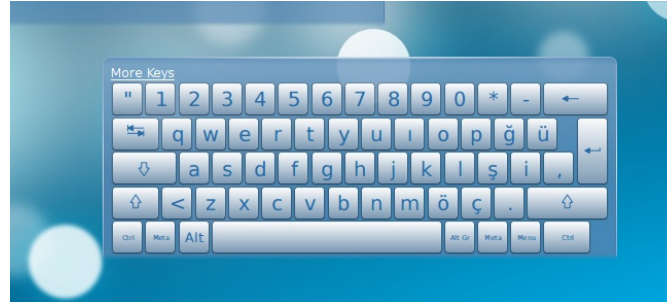 More Keys
" 1 2 3 4 5 6 7 8 9 0 * -
q w e r t y u ı o p ğ ü
a s d f g h j k l ş i ,
< z x c v b n m ö ç .
Ctrl Meta Alt Alt Gr Meta Menu Ctrl